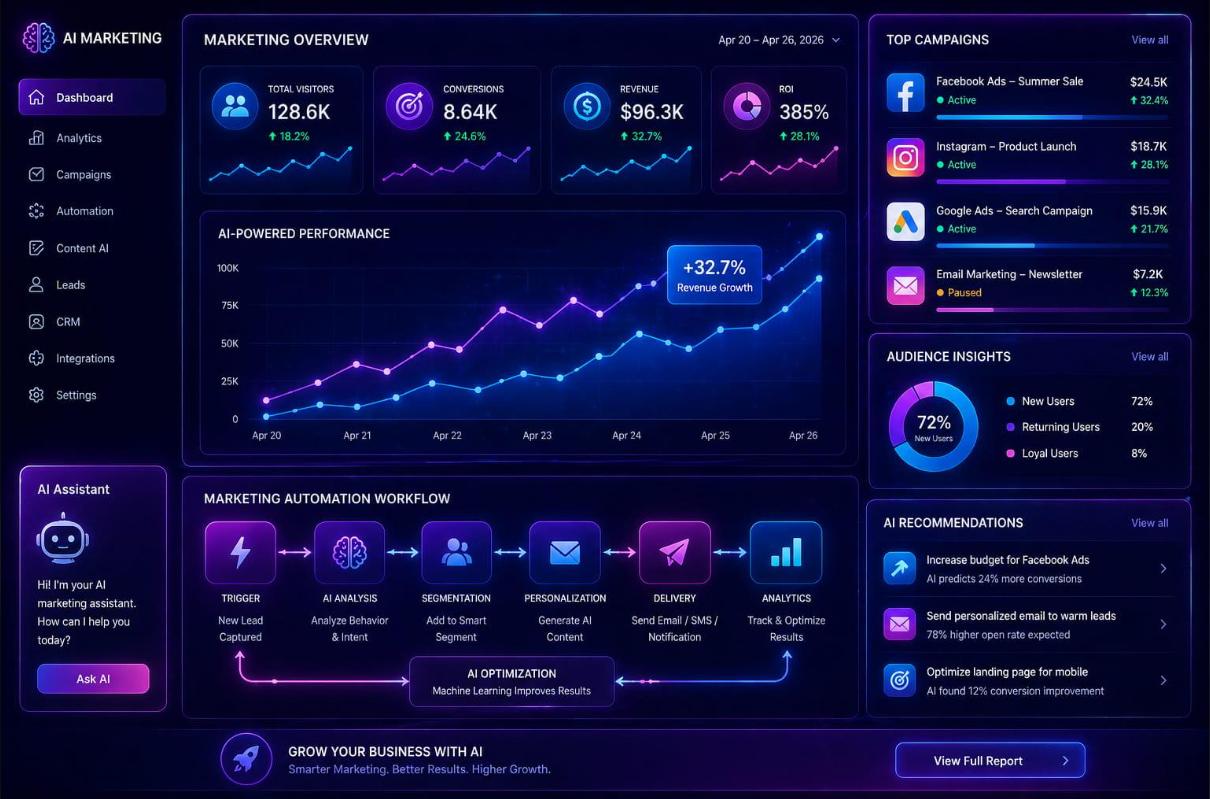 AI MARKETING
Dashboard
Analytics
Campaigns
Automation
Content AI
Leads
CRM
Integrations
Settings
AI Assistant
Hi! I'm your AI
marketing assistant.
How can I help you
today?
Ask AI
MARKETING OVERVIEW
Apr 20 – Apr 26, 2026
TOTAL VISITORS
128.6K
18.2%
CONVERSIONS
8.64K
24.6%
REVENUE
$96.3K
32.7%
ROI
385%
28.1%
AI-POWERED PERFORMANCE
100K
75K
50K
25K
0
+32.7%
Revenue Growth
Apr 20
Apr 21
Apr 22
Apr 23
Apr 24
Apr 25
Apr 26
MARKETING AUTOMATION WORKFLOW
TRIGGER
New Lead
Captured
AI ANALYSIS
Analyze Behavior
& Intent
SEGMENTATION
Add to Smart
Segment
PERSONALIZATION
Generate AI
Content
DELIVERY
Send Email / SMS /
Notification
ANALYTICS
Track & Optimize
Results
AI OPTIMIZATION
Machine Learning Improves Results
TOP CAMPAIGNS
View all
Facebook Ads – Summer Sale
$24.5K
Active
32.4%
Instagram – Product Launch
$18.7K
Active
28.1%
Google Ads – Search Campaign
$15.9K
Active
21.7%
Email Marketing – Newsletter
$7.2K
Paused
12.3%
AUDIENCE INSIGHTS
View all
72%
New Users
New Users 72%
Returning Users 20%
Loyal Users 8%
AI RECOMMENDATIONS
View all
Increase budget for Facebook Ads
AI predicts 24% more conversions
Send personalized email to warm leads
78% higher open rate expected
Optimize landing page for mobile
AI found 12% conversion improvement
GROW YOUR BUSINESS WITH AI
Smarter Marketing. Better Results. Higher Growth.
View Full Report